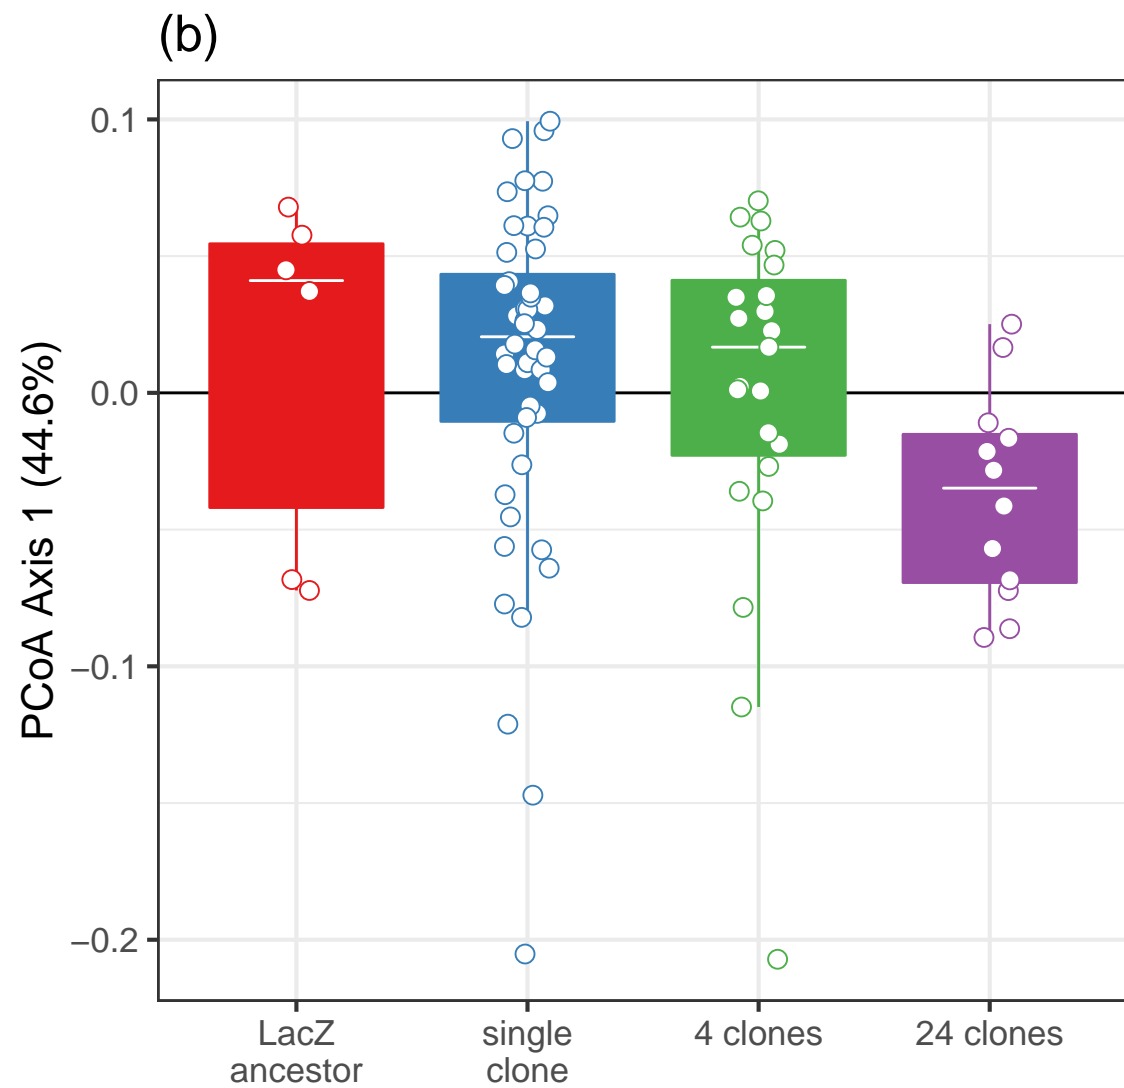 (b)
PCoA Axis 1 (44.6%)
0.1
0.0
−0.1
−0.2
LacZ
ancestor
single
clone
4 clones
24 clones